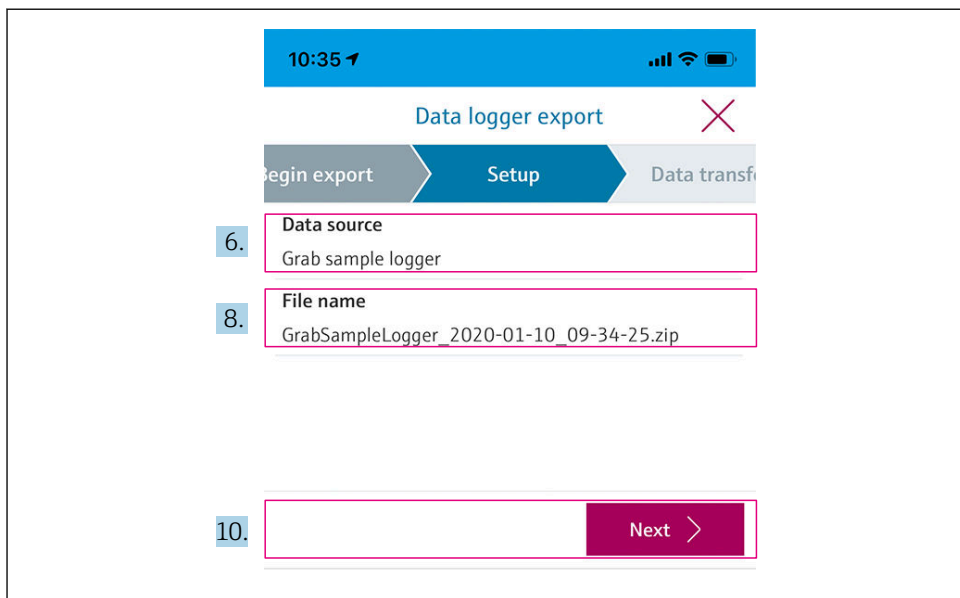 10:35
Data logger export
Begin export
Setup
Data transfe
6.
Data source
Grab sample logger
8.
File name
GrabSampleLogger_2020-01-10_09-34-25.zip
10.
Next